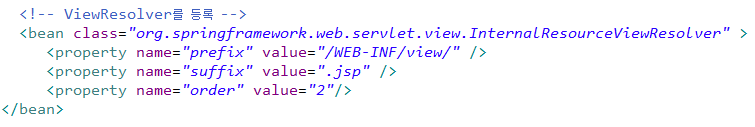 <!-- ViewResolver를 등록 -->
<bean class="org.springframework.web.servlet.view.InternalResourceViewResolver" >
<property name="prefix" value="/WEB-INF/view/" />
<property name="suffix" value=".jsp" />
<property name="order" value="2"/>
</bean>